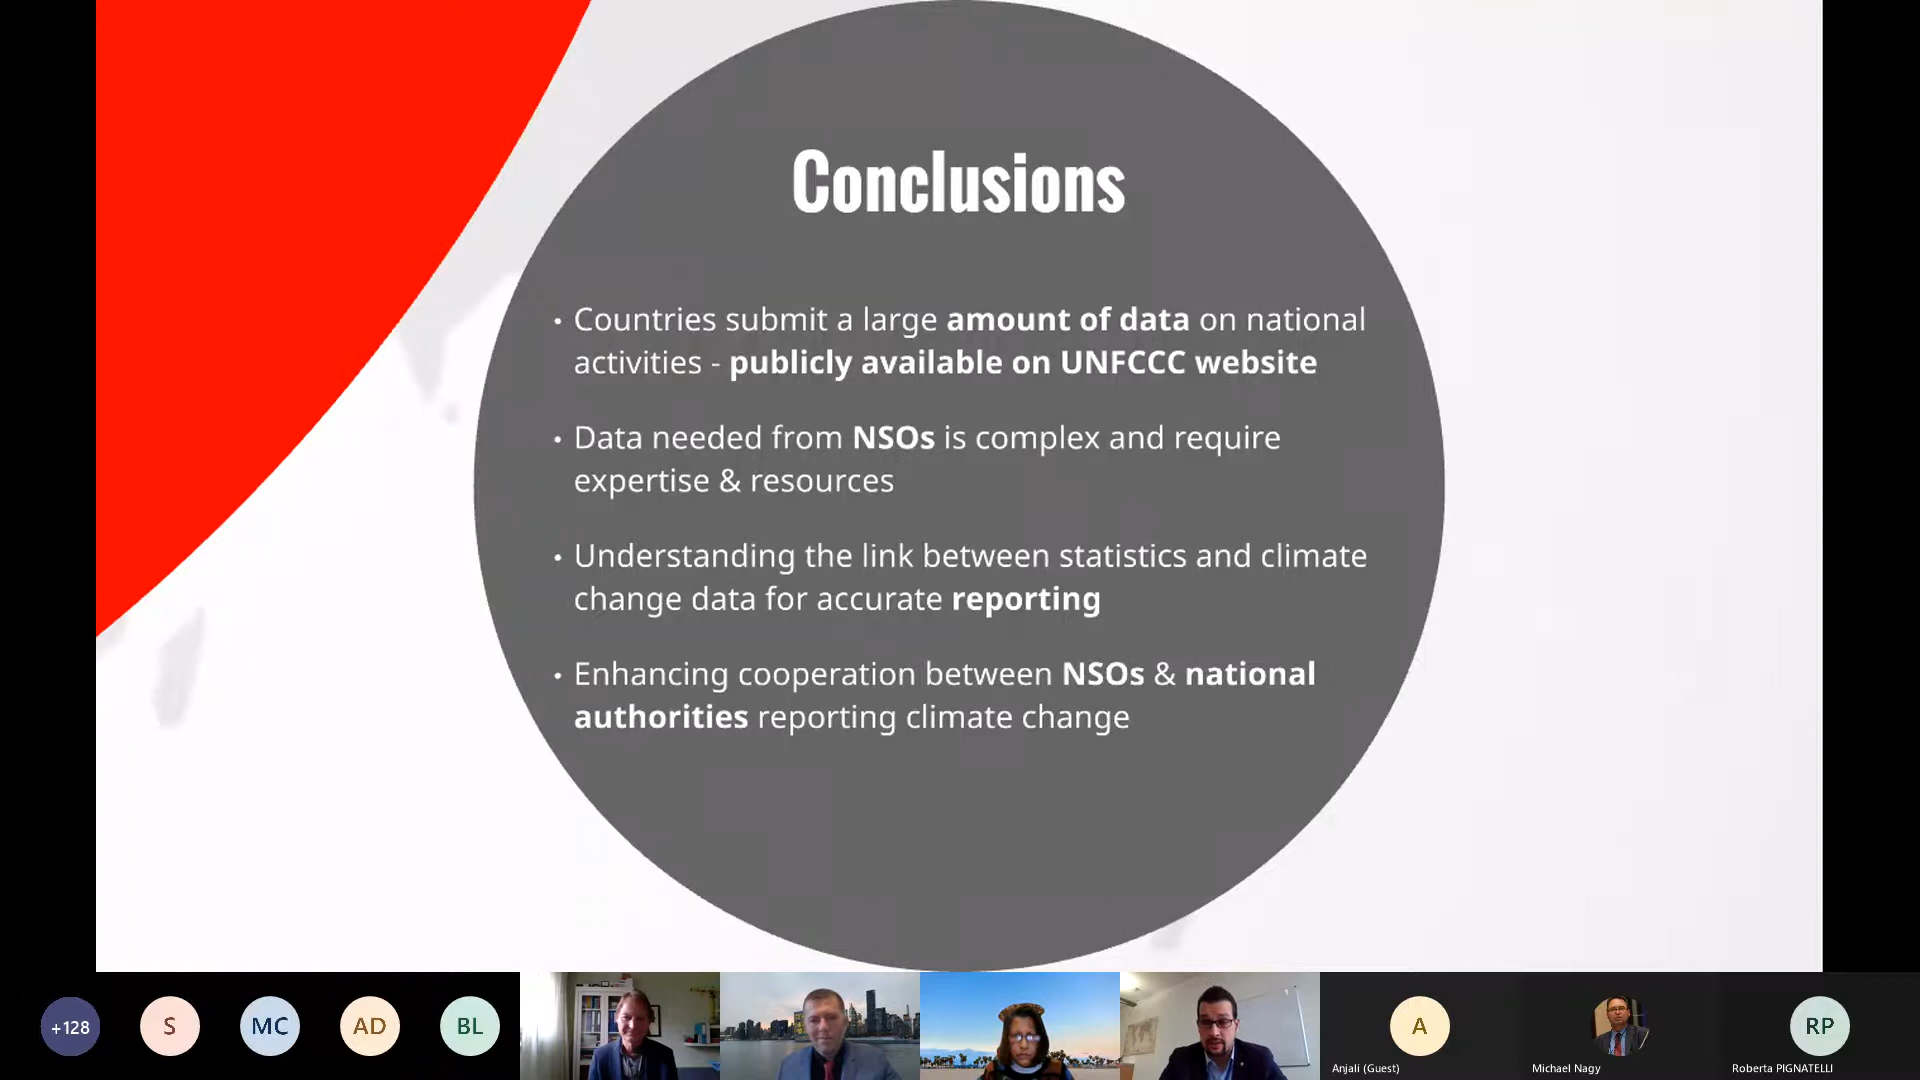 Conclusions
• Countries submit a large amount of data on national
activities - publicly available on UNFCCC website
• Data needed from NSOs is complex and require
expertise & resources
• Understanding the link between statistics and climate
change data for accurate reporting
• Enhancing cooperation between NSOs & national
authorities reporting climate change
+128
S
MC
AD
BL
A
RP
Anjali (Guest)
Michael Nagy
Roberta PIGNATELLI